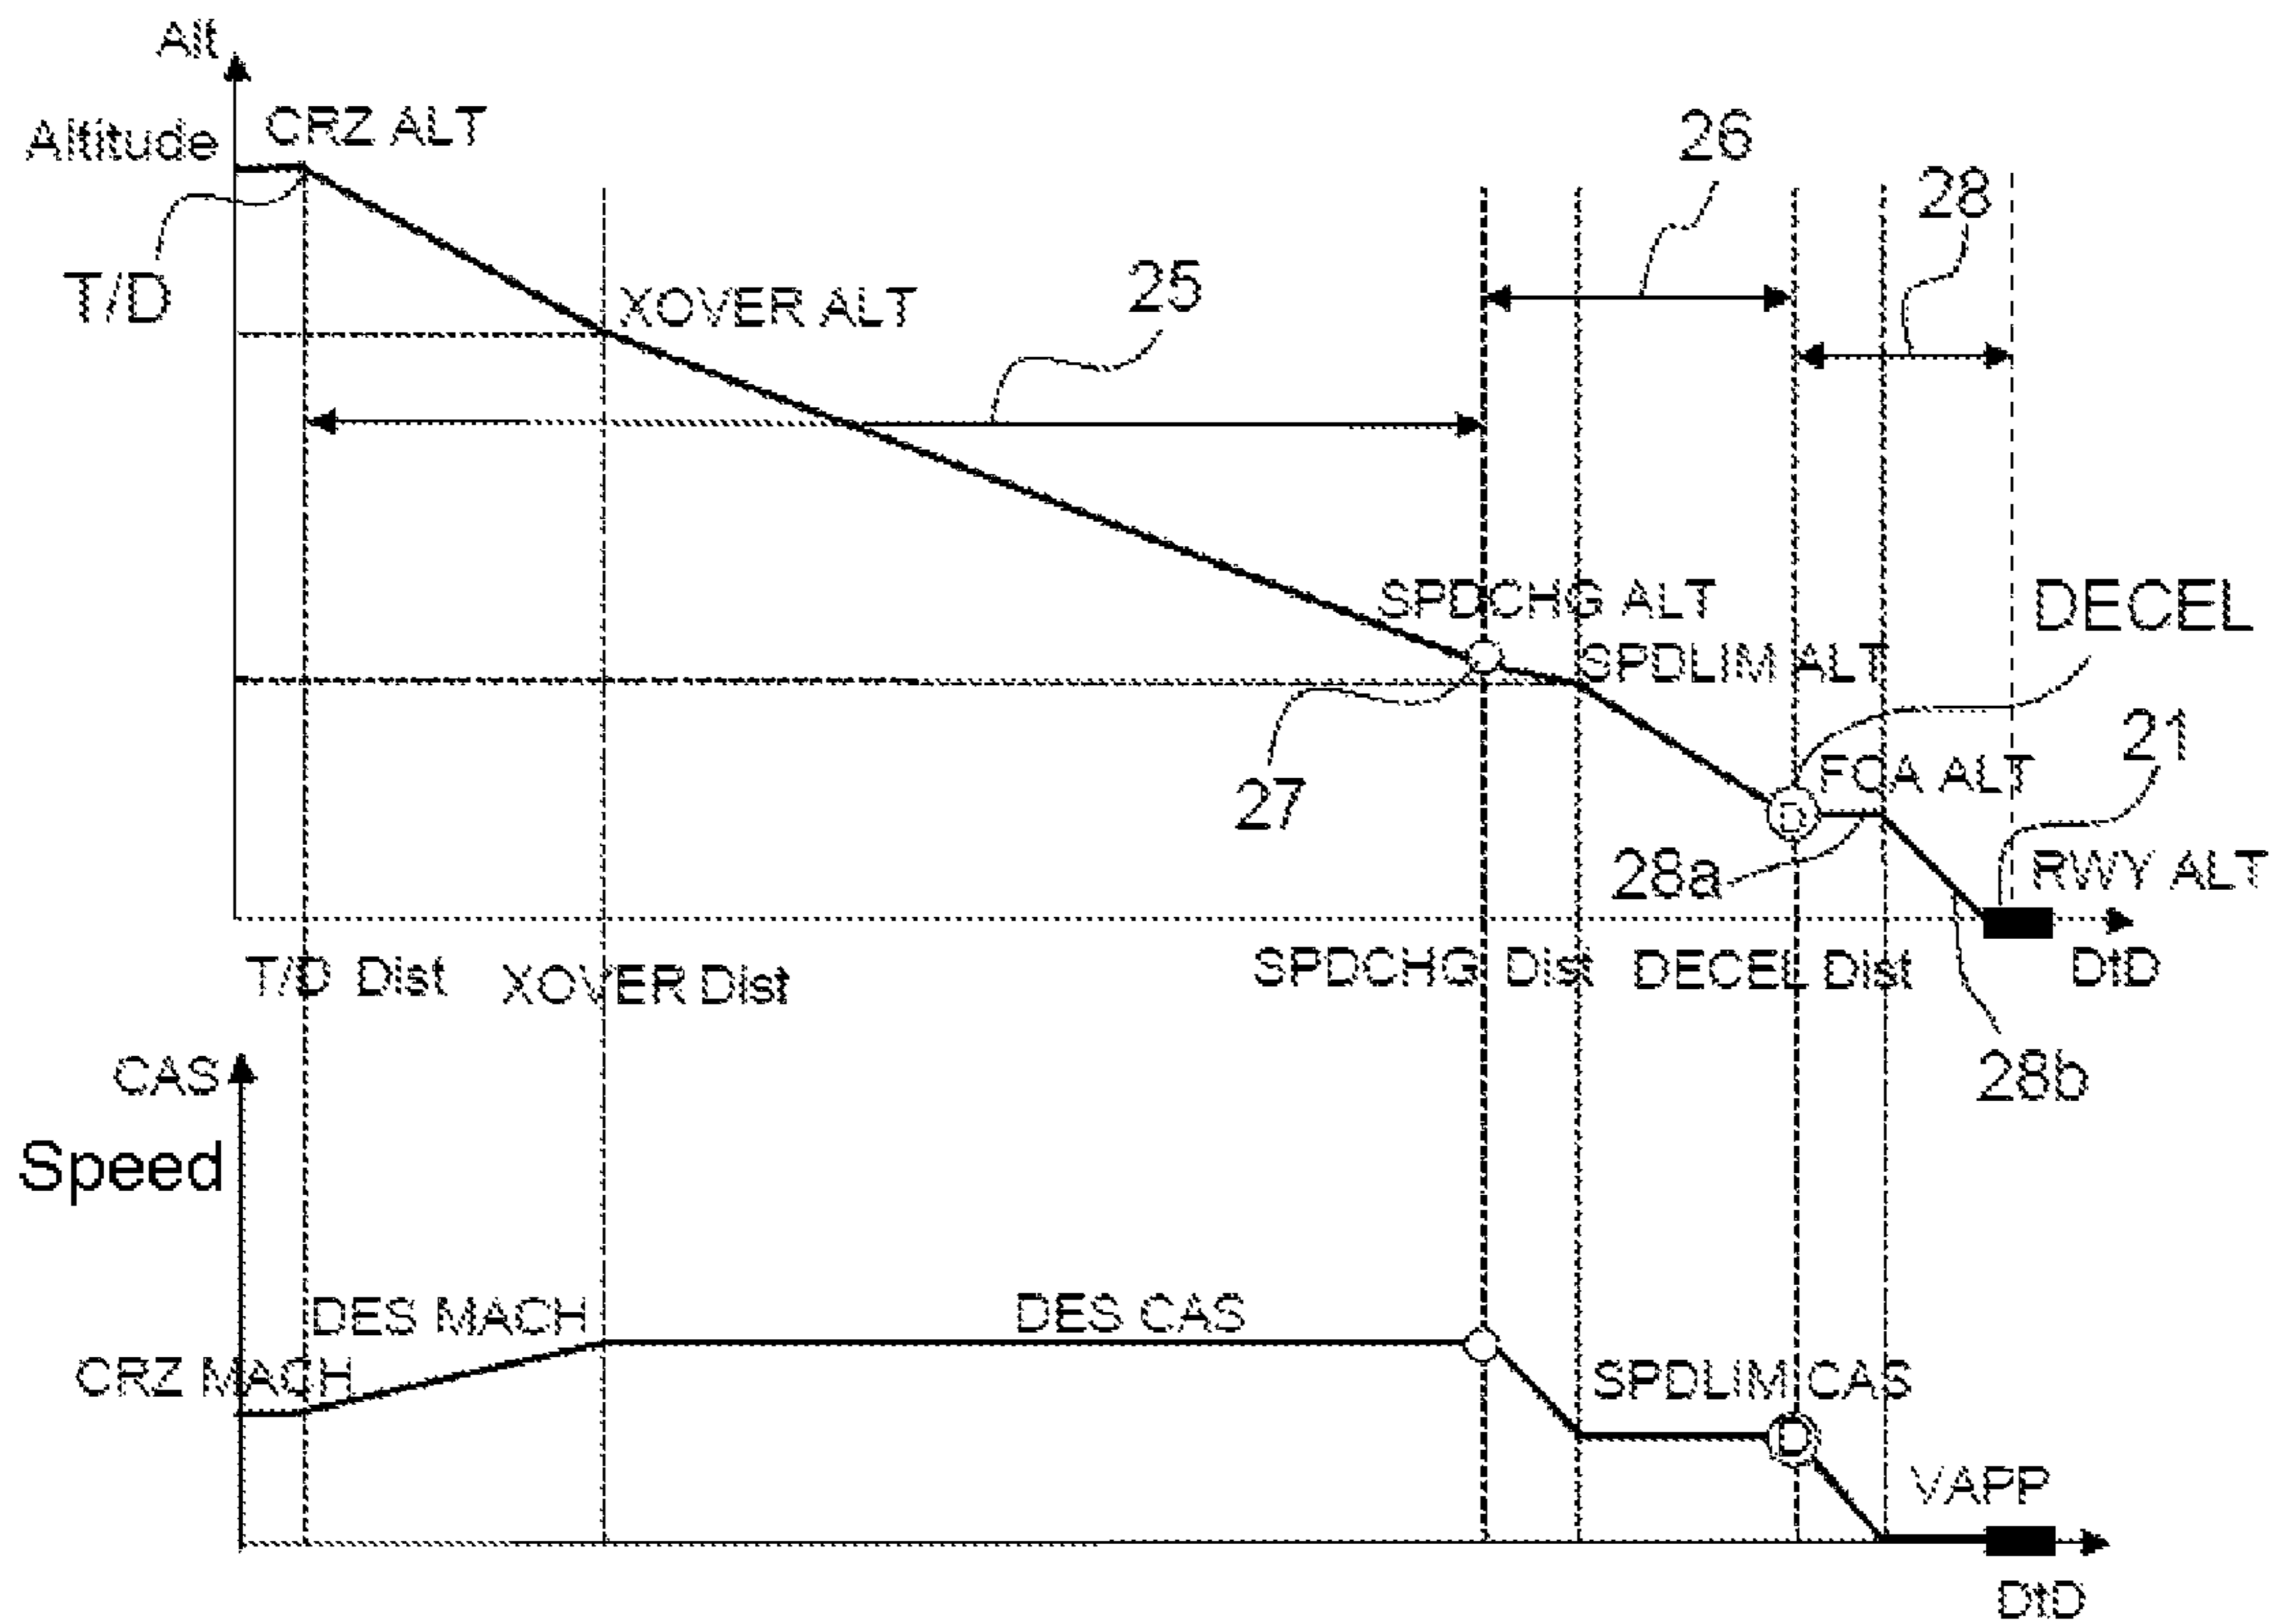 Alt
CRZ ALT
Altitude
26
28
T/D
XOVER ALT
25
SPDCHG ALT
DECEL
SPDLIM ALT
21
27
FCA ALT
D
28a
RWY ALT
T/D Dist
XOVER Dist
SPDCHG Dist
DECEL Dist
DtD
CAS
28b
Speed
DES MACH
DES CAS
CRZ MACH
SPDLIM CAS
D
VAPP
DtD